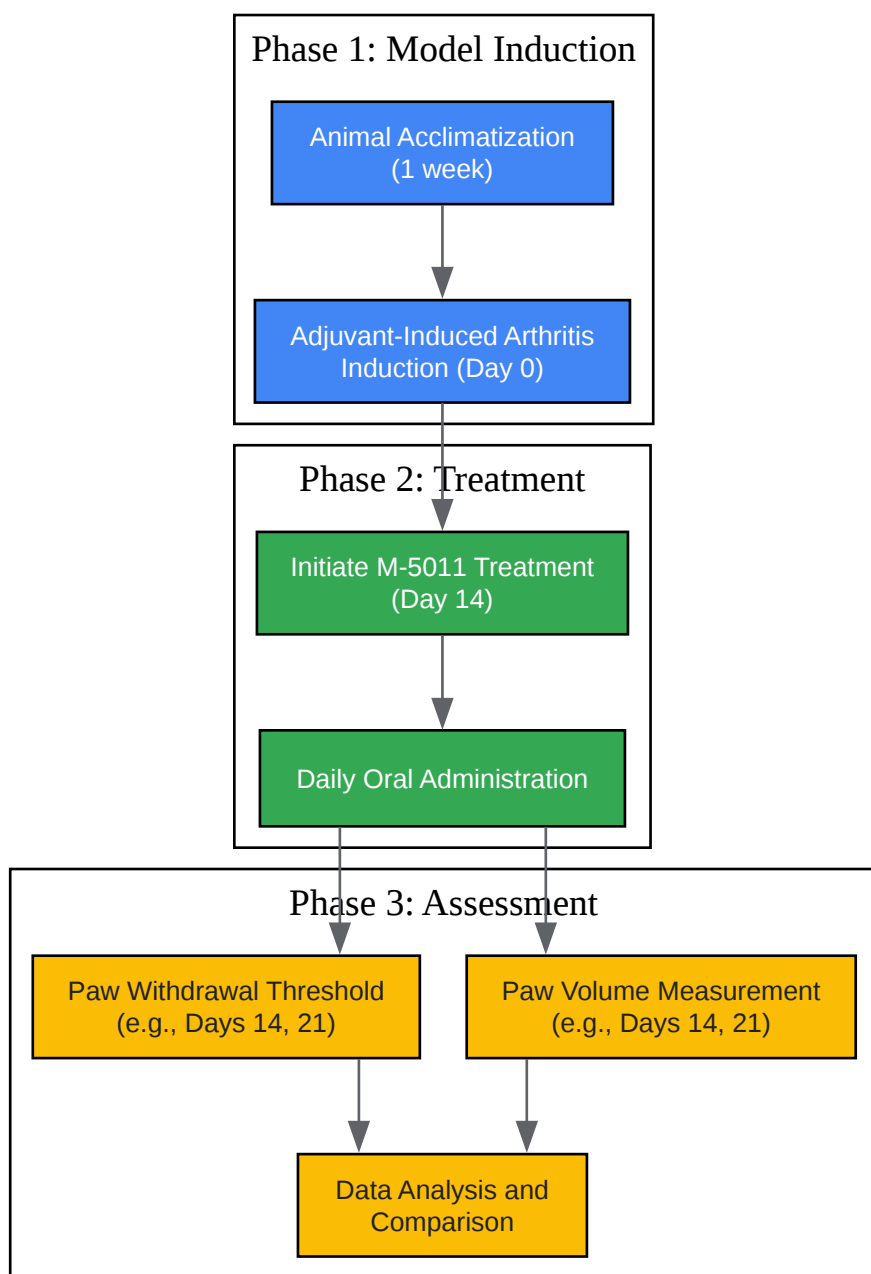 Phase 1: Model Induction
Animal Acclimatization
(1 week)
Adjuvant-Induced Arthritis
Induction (Day 0)
Phase 2: Treatment
Initiate M-5011 Treatment
(Day 14)
Daily Oral Administration
Phase 3: Assessment
Paw Withdrawal Threshold
(e.g., Days 14, 21)
Paw Volume Measurement
(e.g., Days 14, 21)
Data Analysis and
Comparison